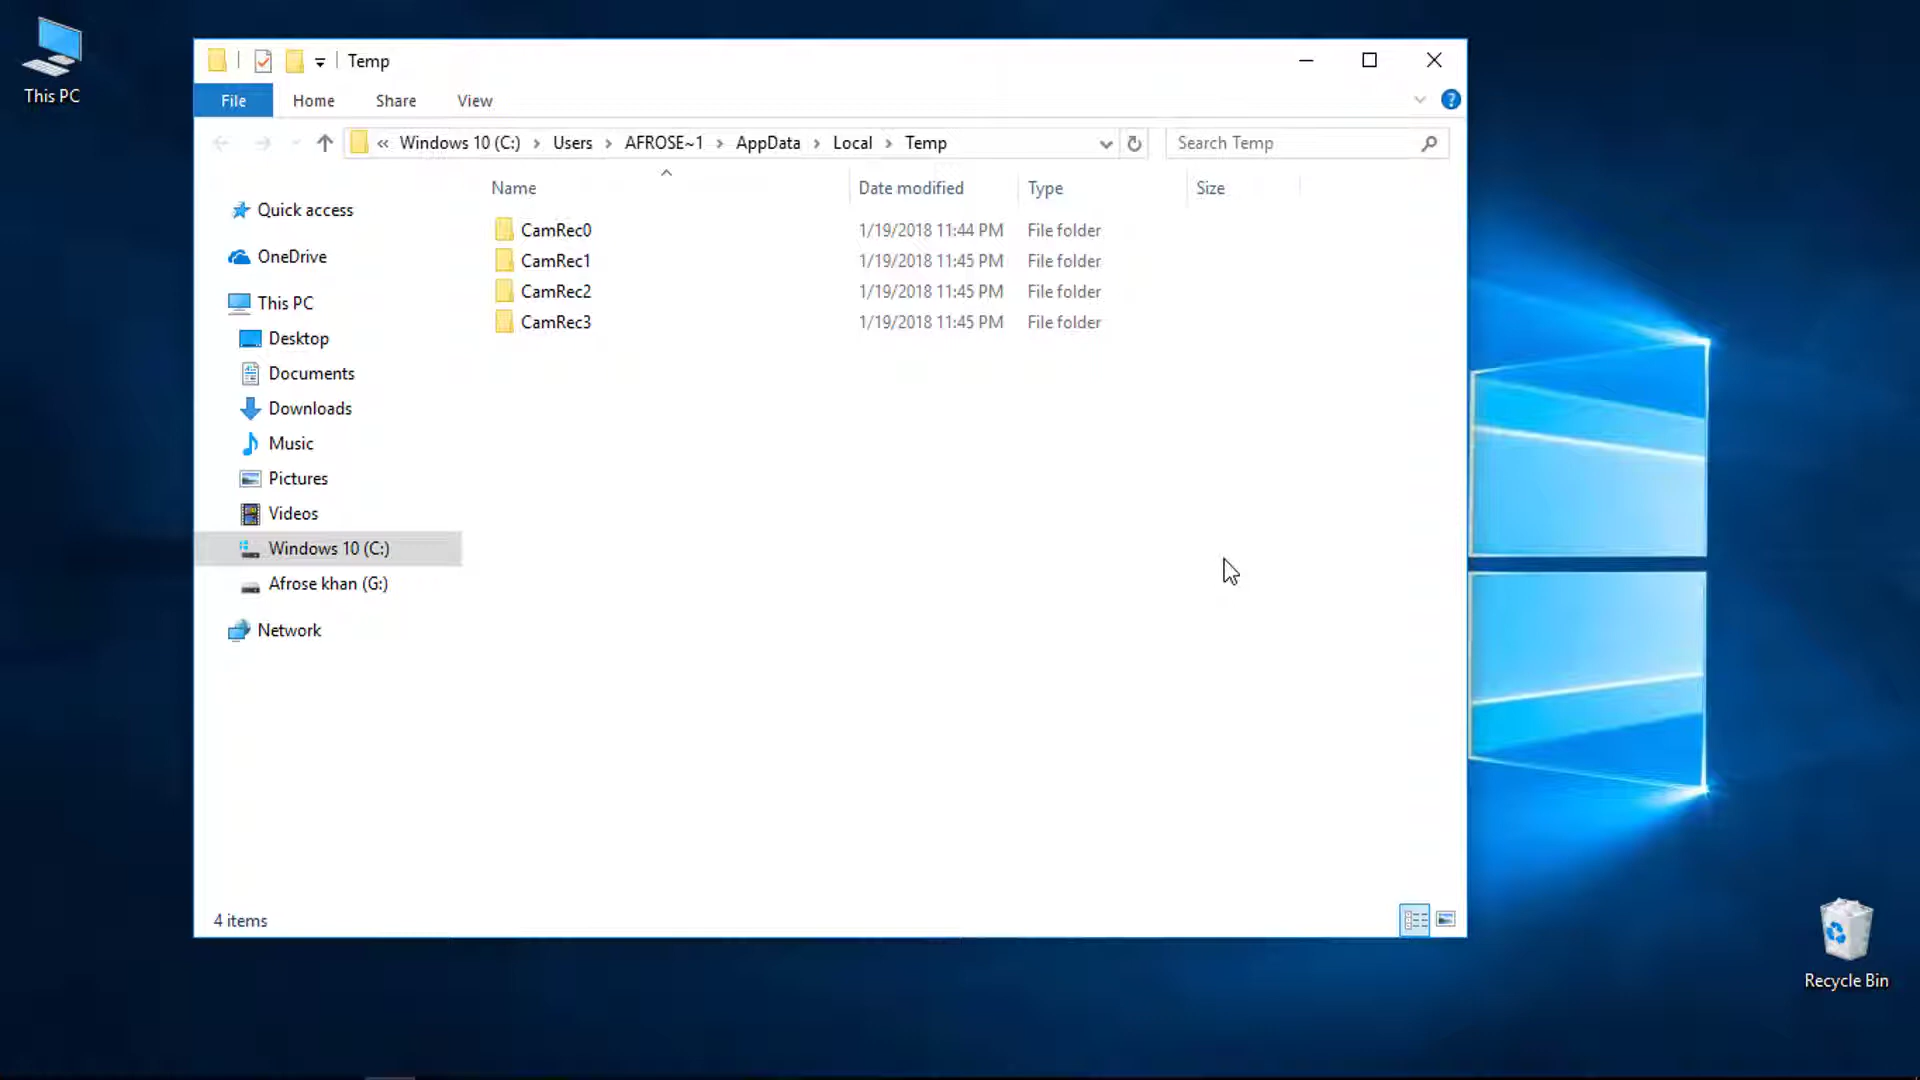 This PC
Temp
File Home Share View
« Windows 10 (C:) › Users › AFROSE~1 › AppData › Local › Temp
Search Temp
Name Date modified Type Size
CamRec0 1/19/2018 11:44 PM File folder
CamRec1 1/19/2018 11:45 PM File folder
CamRec2 1/19/2018 11:45 PM File folder
CamRec3 1/19/2018 11:45 PM File folder
Quick access
OneDrive
This PC
Desktop
Documents
Downloads
Music
Pictures
Videos
Windows 10 (C:)
Afrose khan (G:)
Network
4 items
Recycle Bin